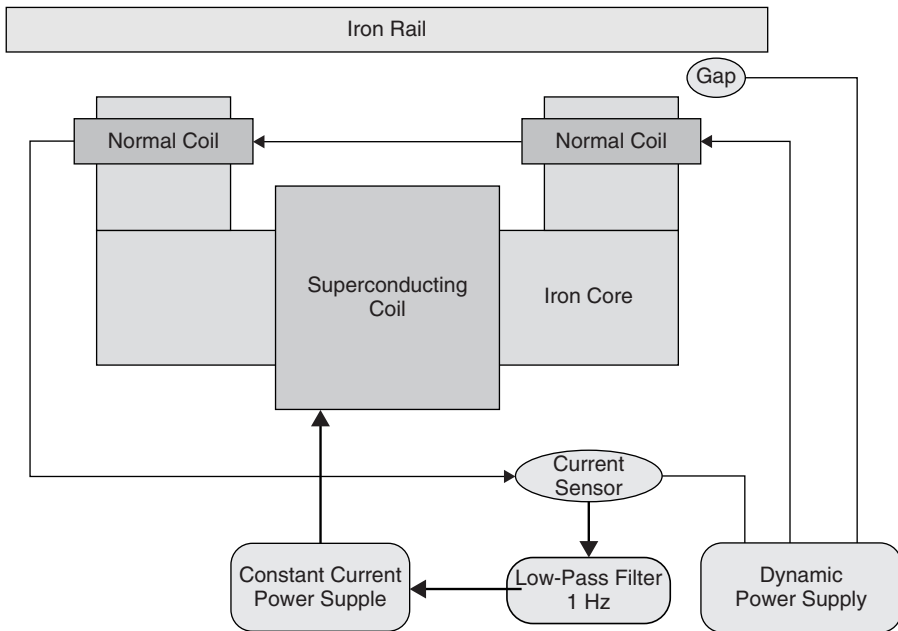 Iron Rail
Gap
Normal Coil
Normal Coil
Superconducting
Coil
Iron Core
Current
Sensor
Constant Current
Power Supple
Low-Pass Filter
1 Hz
Dynamic
Power Supply